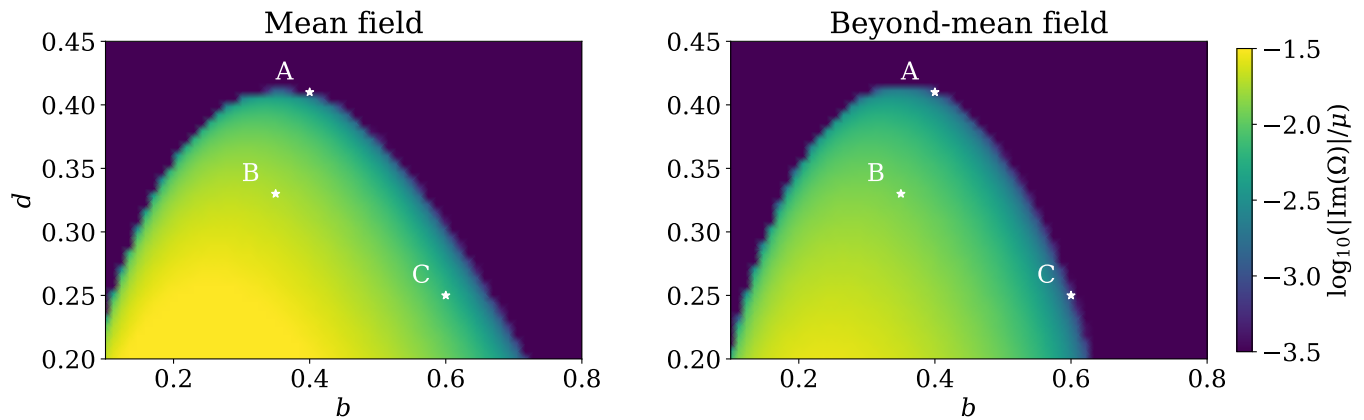 Mean field
Beyond-mean field
0.45
0.40
0.35
0.30
0.25
0.20
d
A
B
C
0.2 0.4 0.6 0.8
b
0.45
0.40
0.35
0.30
0.25
0.20
A
B
C
0.2 0.4 0.6 0.8
b
−1.5
−2.0
−2.5
−3.0
−3.5
log₁₀(|Im(Ω)|/μ)